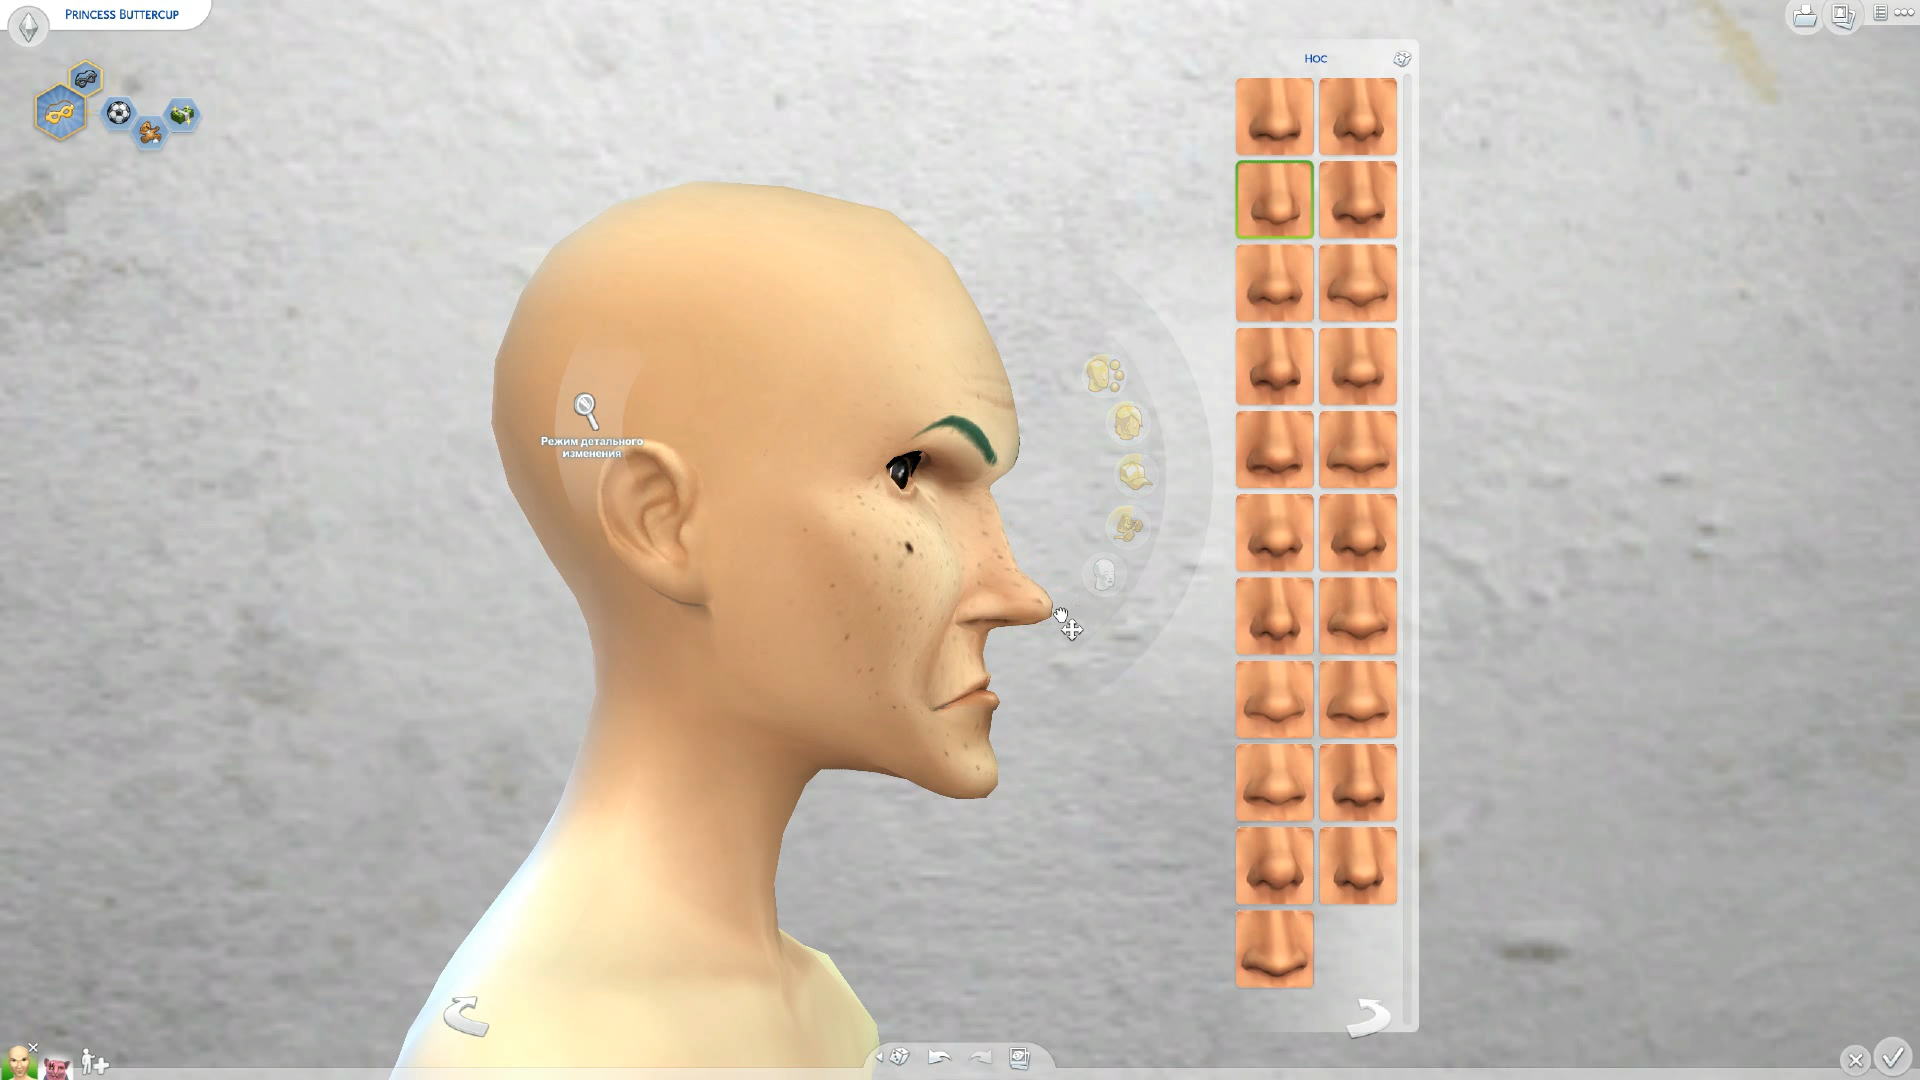 Princess Buttercup
Нос
Режим детального
изменения